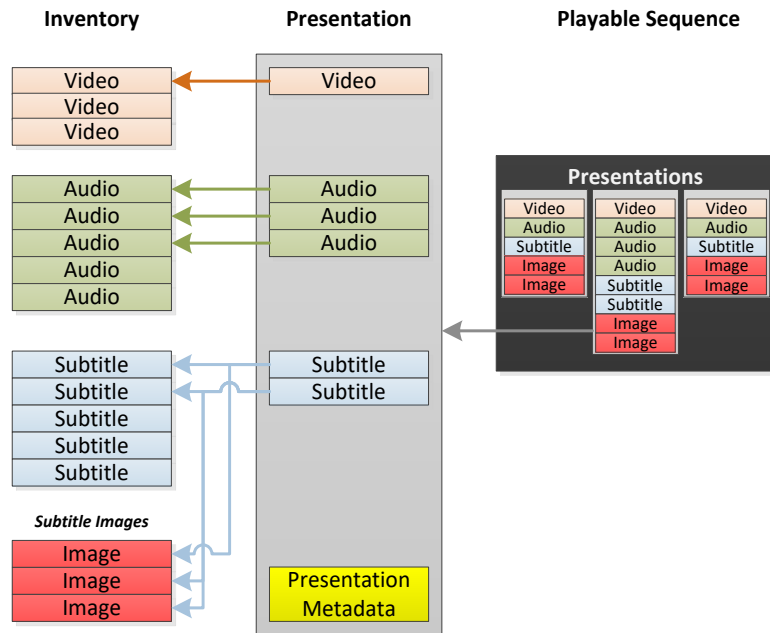 Inventory
Video
Video
Video
Audio
Audio
Audio
Audio
Audio
Subtitle
Subtitle
Subtitle
Subtitle
Subtitle
Subtitle Images
Image
Image
Image
Presentation
Video
Audio
Audio
Audio
Subtitle
Subtitle
Presentation
Metadata
Playable Sequence
Presentations
Video
Audio
Subtitle
Image
Image
Video
Audio
Audio
Audio
Subtitle
Subtitle
Image
Image
Video
Audio
Subtitle
Image
Image